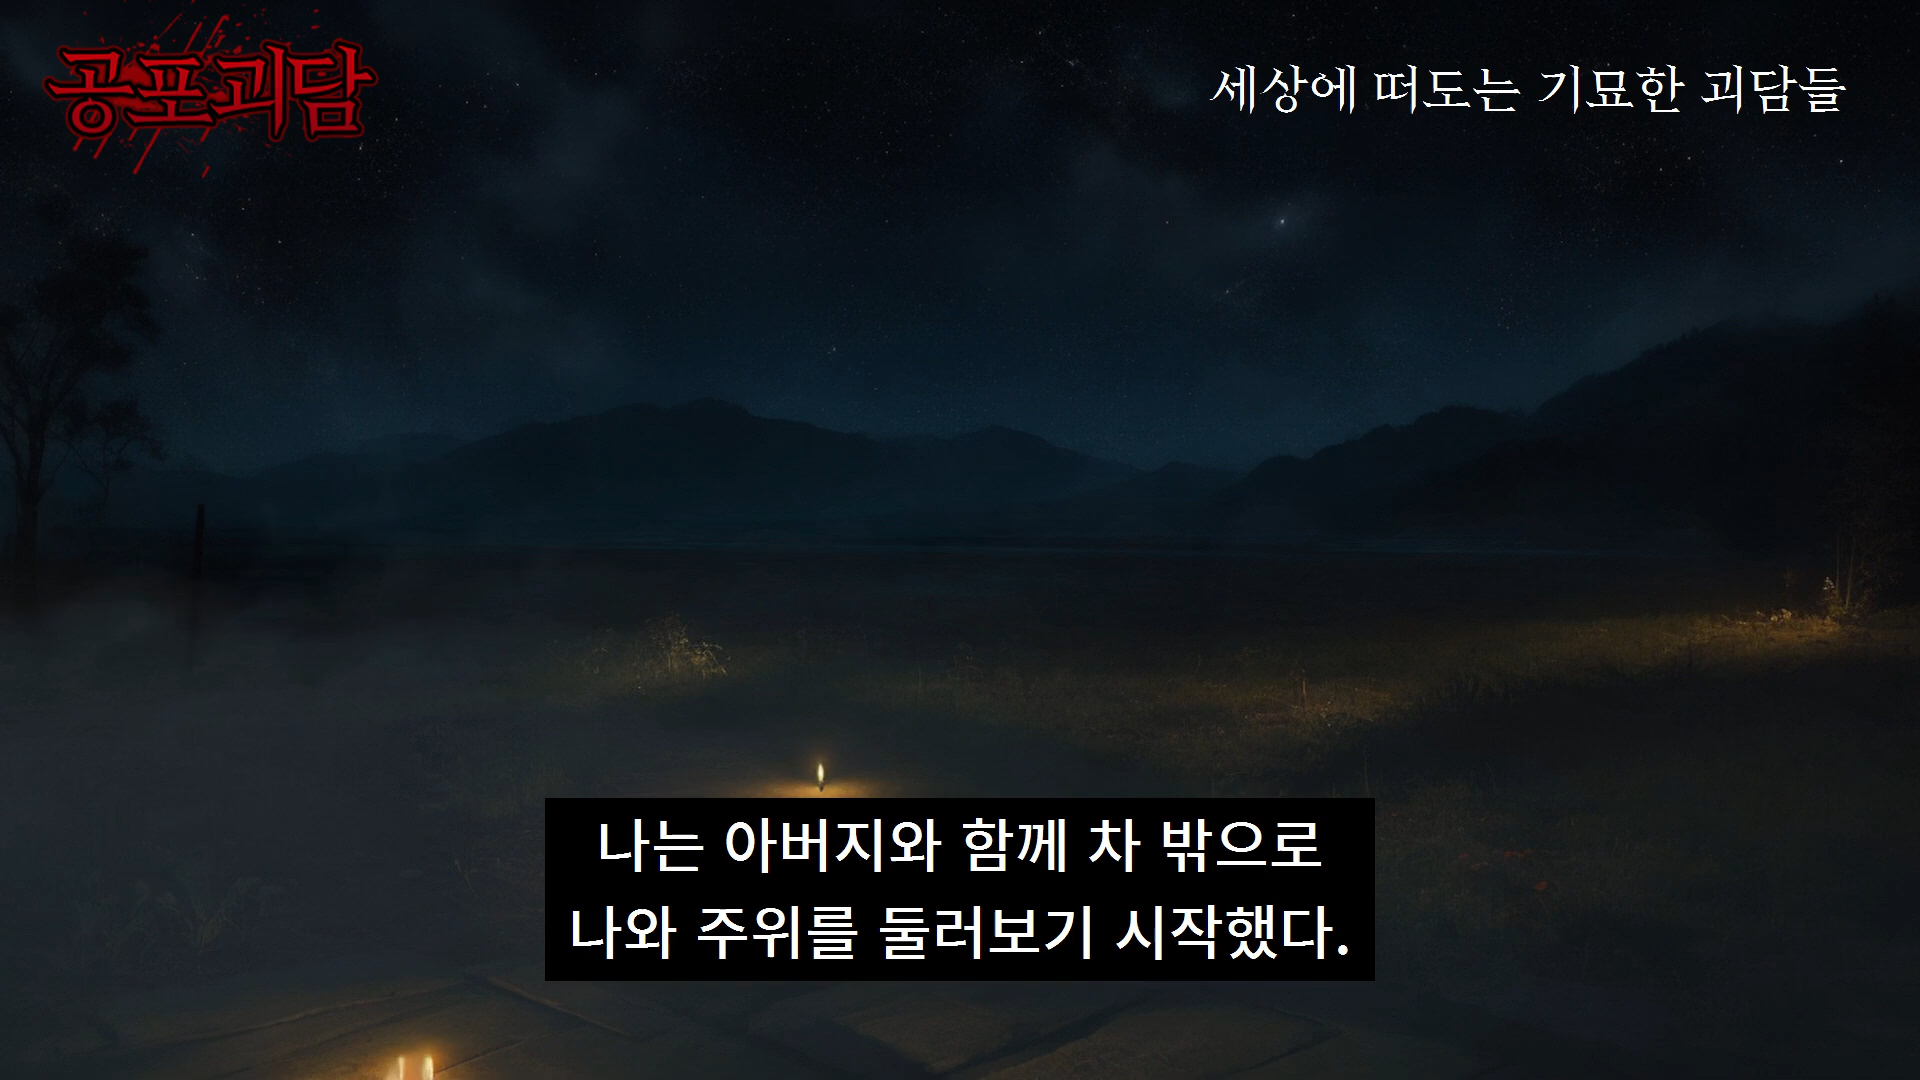 공포괴담
세상에 떠도는 기묘한 괴담들
나는 아버지와 함께 차 밖으로
나와 주위를 둘러보기 시작했다.